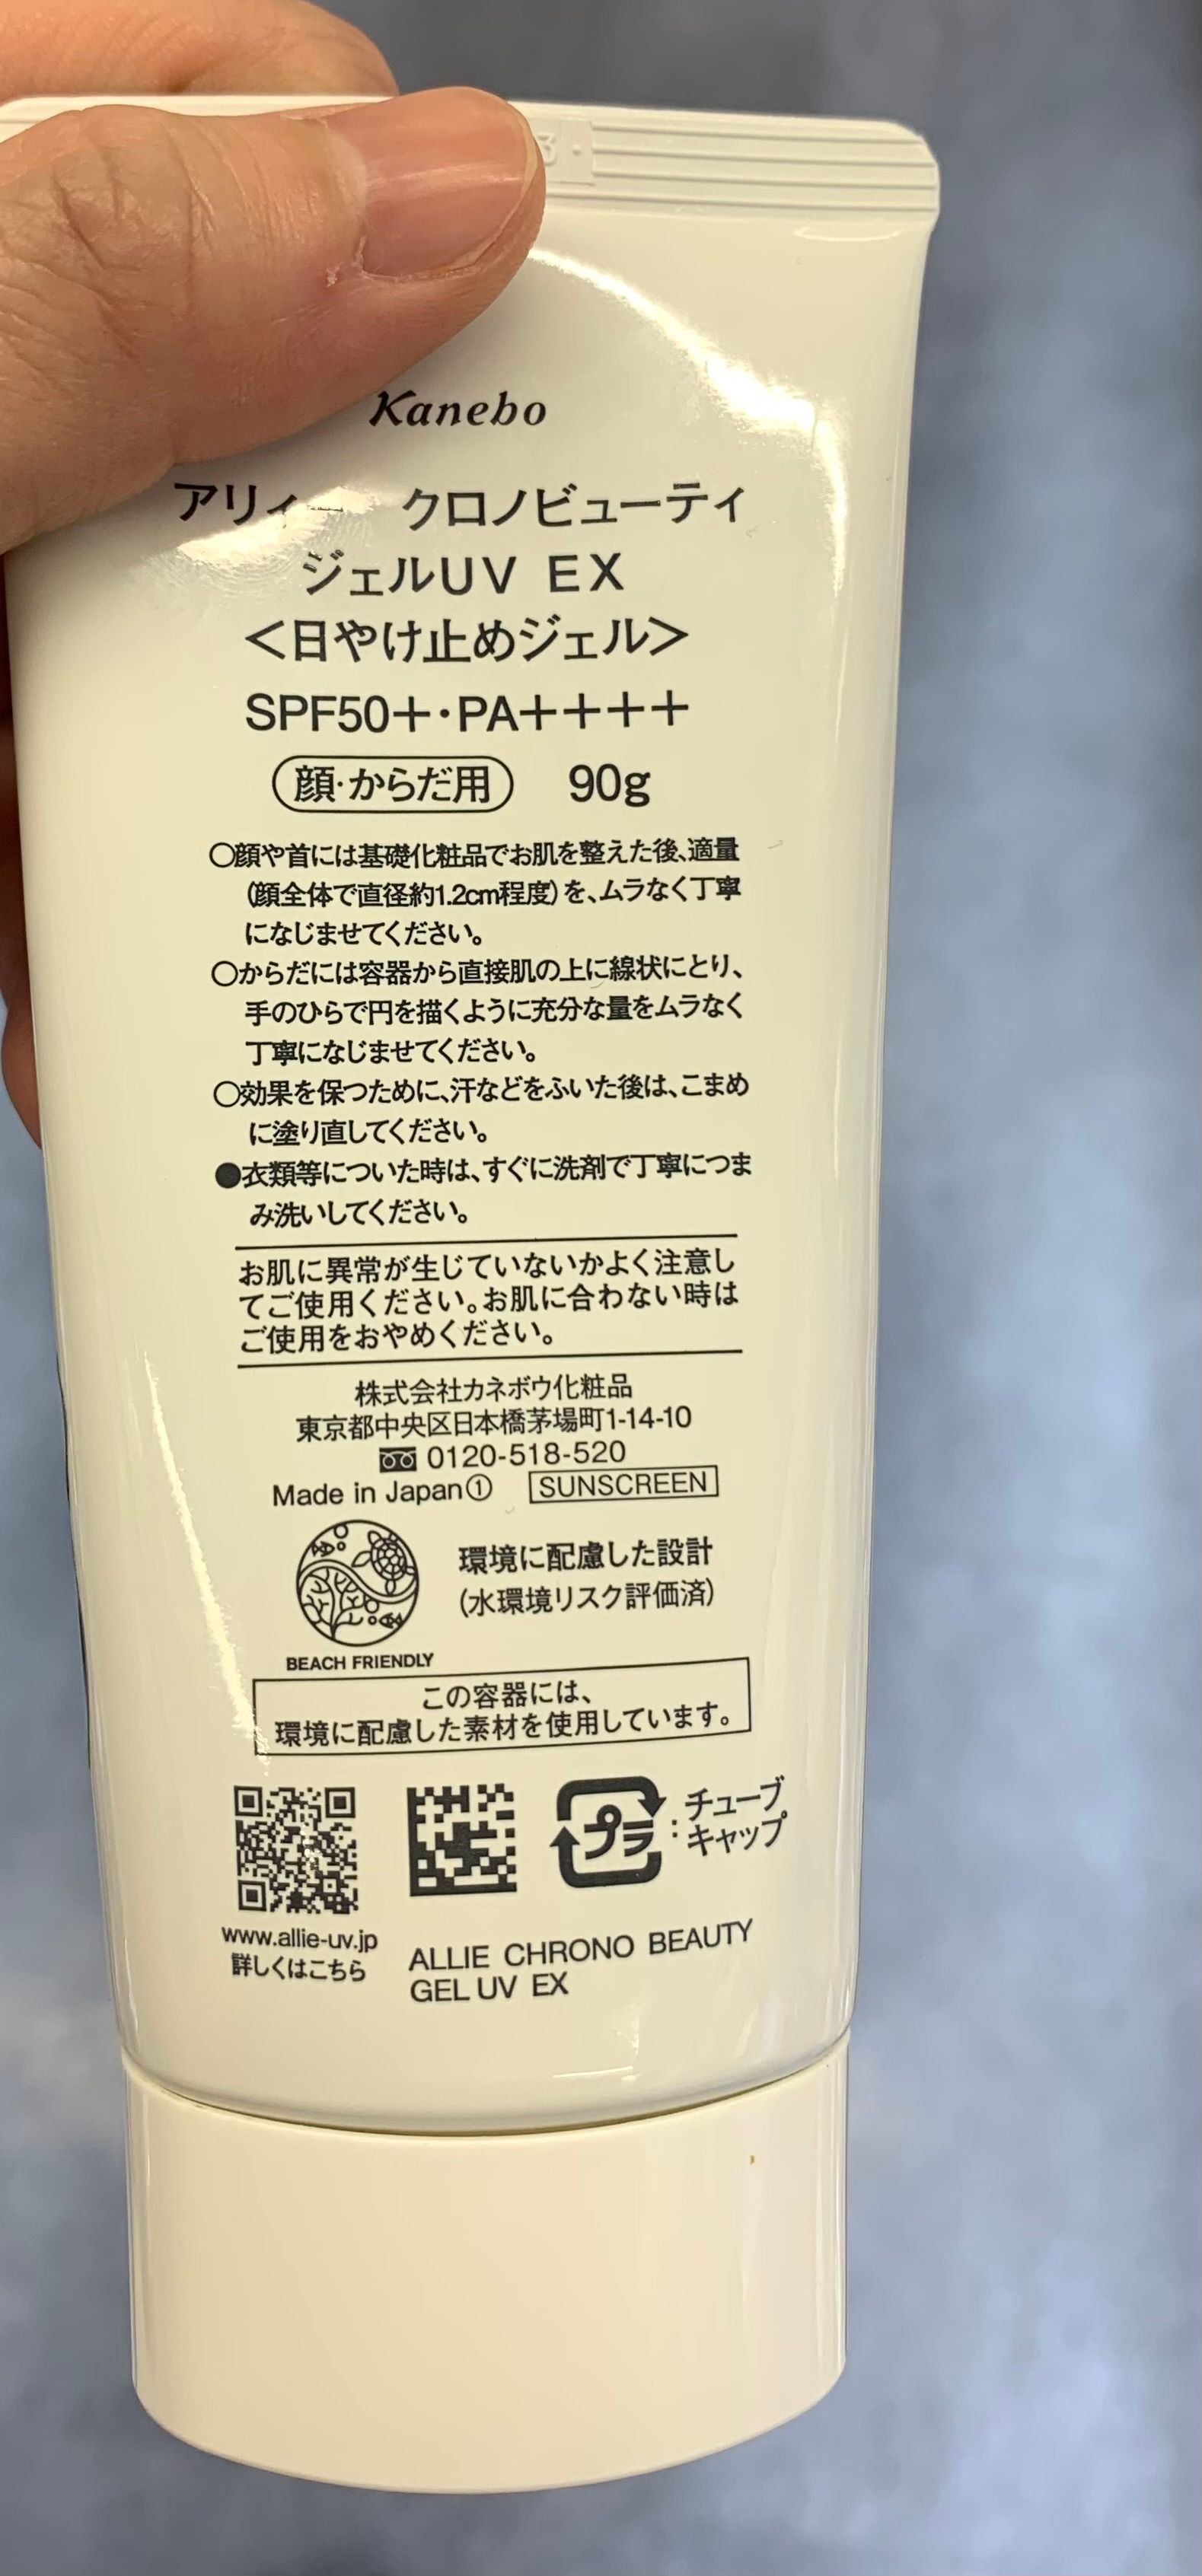 Kanebo
アリィー クロノビューティ
ジェルUV EX
＜日やけ止めジェル＞
SPF50＋・PA＋＋＋＋
顔・からだ用 90g
○顔や首には基礎化粧品でお肌を整えた後、適量
（顔全体で直径約1.2cm程度）を、ムラなく丁寧
になじませてください。
○からだには容器から直接肌の上に線状にとり、
手のひらで円を描くように充分な量をムラなく
丁寧になじませてください。
○効果を保つために、汗などをふいた後は、こまめ
に塗り直してください。
●衣類等についた時は、すぐに洗剤で丁寧につま
み洗いしてください。
お肌に異常が生じていないかよく注意し
てご使用ください。お肌に合わない時は
ご使用をおやめください。
株式会社カネボウ化粧品
東京都中央区日本橋茅場町1-14-10
0120-518-520
Made in Japan① SUNSCREEN
環境に配慮した設計
（水環境リスク評価済）
BEACH FRIENDLY
この容器には、
環境に配慮した素材を使用しています。
プラ：チューブ
キャップ
www.allie-uv.jp
詳しくはこちら
ALLIE CHRONO BEAUTY
GEL UV EX